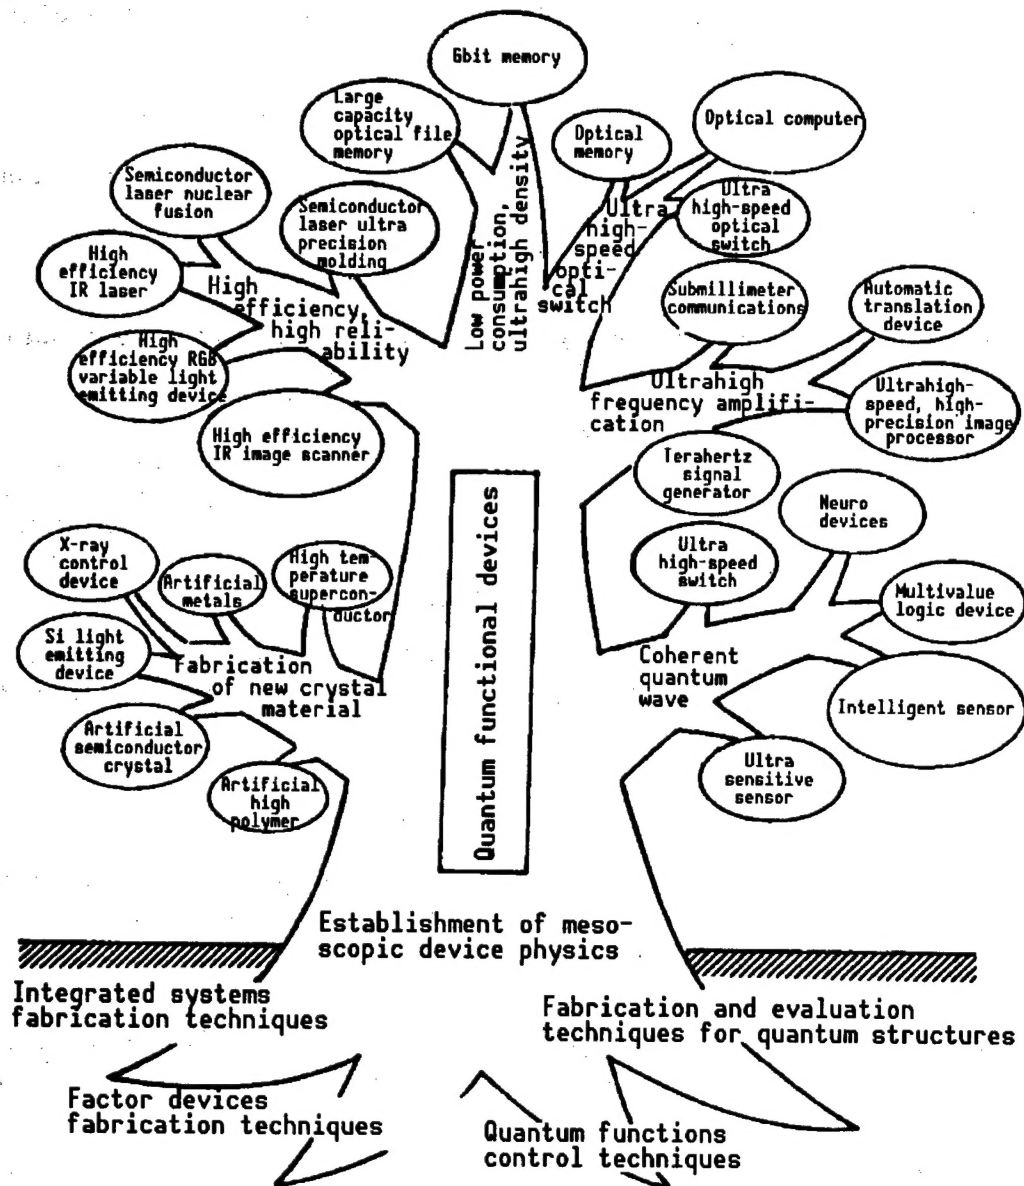 6bit memory
Large
capacity
optical file
memory
Optical
memory
Optical computer
Semiconductor
laser nuclear
fusion
Semiconductor
laser ultra
precision
molding
Low power
consumption,
ultrahigh density
Ultra
high-
speed
opti-
cal
switch
Ultra
high-speed
optical
switch
High
efficiency
IR laser
High
efficiency,
high reli-
ability
Submillimeter
communications
Automatic
translation
device
High
efficiency RGB
variable light
emitting device
Ultrahigh
frequency amplifi-
cation
Ultrahigh-
speed, high-
precision image
processor
High efficiency
IR image scanner
Terahertz
signal
generator
Neuro
devices
Quantum functional devices
X-ray
control
device
Artificial
metals
High tem-
perature
supercon-
ductor
Ultra
high-speed
switch
Multivalue
logic device
Si light
emitting
device
Fabrication
of new crystal
material
Coherent
quantum
wave
Intelligent sensor
Artificial
semiconductor
crystal
Artificial
high
polymer
Ultra
sensitive
sensor
Establishment of meso-
scopic device physics
Integrated systems
fabrication techniques
Fabrication and evaluation
techniques for quantum structures
Factor devices
fabrication techniques
Quantum functions
control techniques